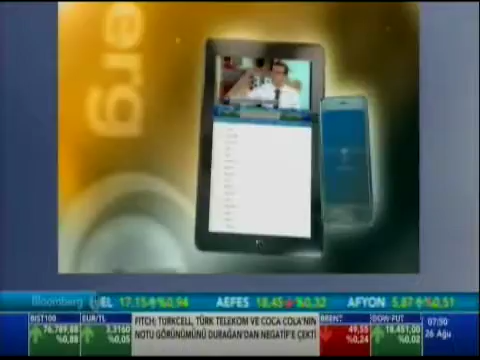 erg
Bloomberg EL 17.15 %0,94 AEFES 18,45 %0,32 AFYON 5,87 %0,51
BIST100 EUR/TL BRENT DOW-FUT 07:50
76,789,88 3,3160 FITCH; TURKCELL, TÜRK TELEKOM VE COCA COLA'NIN 49,55 18,451,00 26 Ağu
%0,88 %0,05 NOTU GÖRÜNÜMÜNÜ DURAĞAN'DAN NEGATİF'E ÇEKTİ %0,24 %0,02